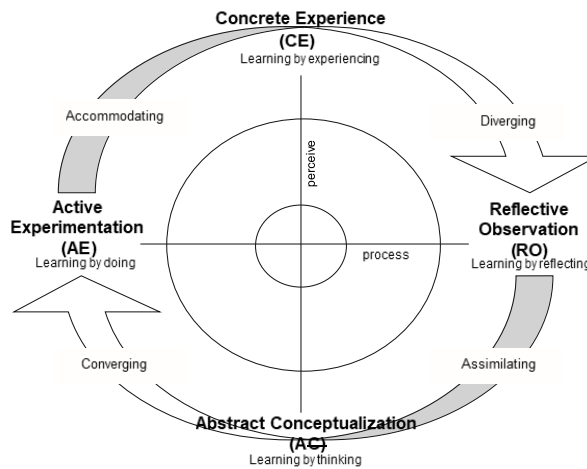 Concrete Experience
(CE)
Learning by experiencing
Accommodating
Diverging
perceive
Active
Experimentation
(AE)
Learning by doing
Reflective
Observation
(RO)
Learning by reflecting
process
Converging
Assimilating
Abstract Conceptualization
(AC)
Learning by thinking